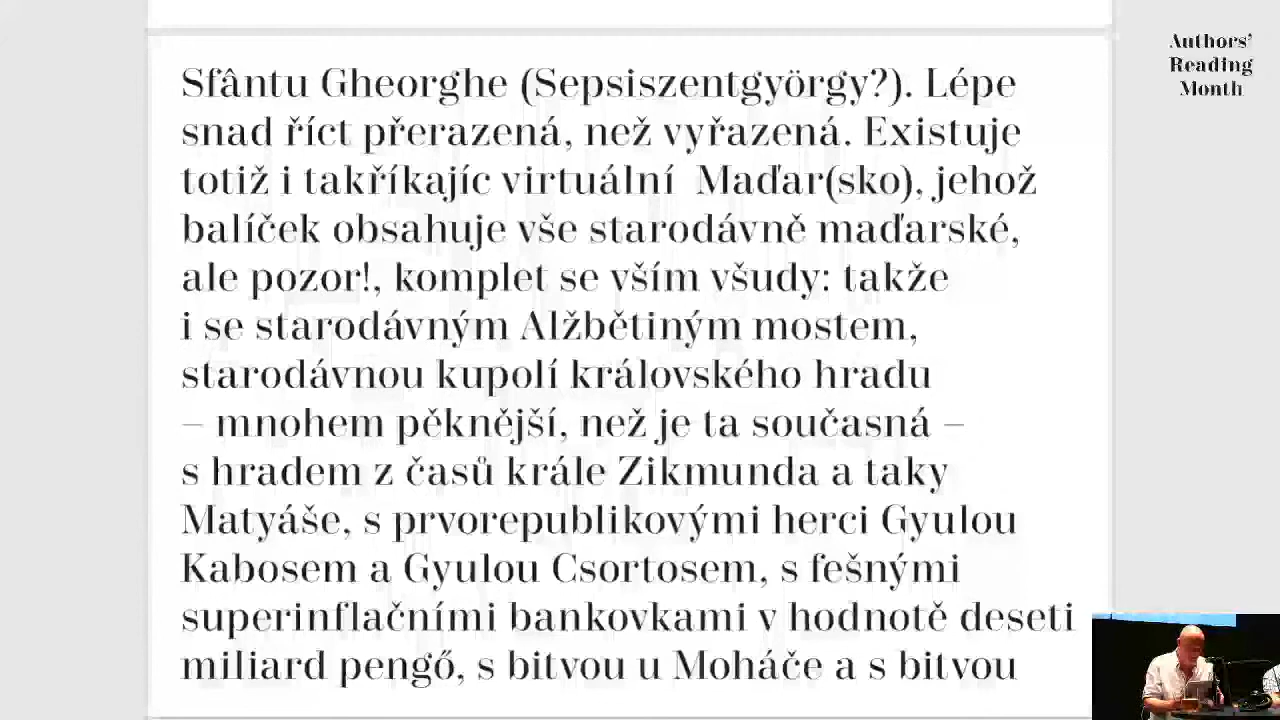 Sfântu Gheorghe (Sepsiszentgyörgy?). Lépe
snad říct přerazená, než vyřazená. Existuje
totiž i takříkajíc virtuální  Maďar(sko), jehož
balíček obsahuje vše starodávně maďarské,
ale pozor!, komplet se vším všudy: takže
i se starodávným Alžbětiným mostem,
starodávnou kupolí královského hradu
– mnohem pěknější, než je ta současná –
s hradem z časů krále Zikmunda a taky
Matyáše, s prvorepublikovými herci Gyulou
Kabosem a Gyulou Csortosem, s fešnými
superinflačními bankovkami v hodnotě deseti
miliard pengő, s bitvou u Moháče a s bitvou
Authors’
Reading
Month